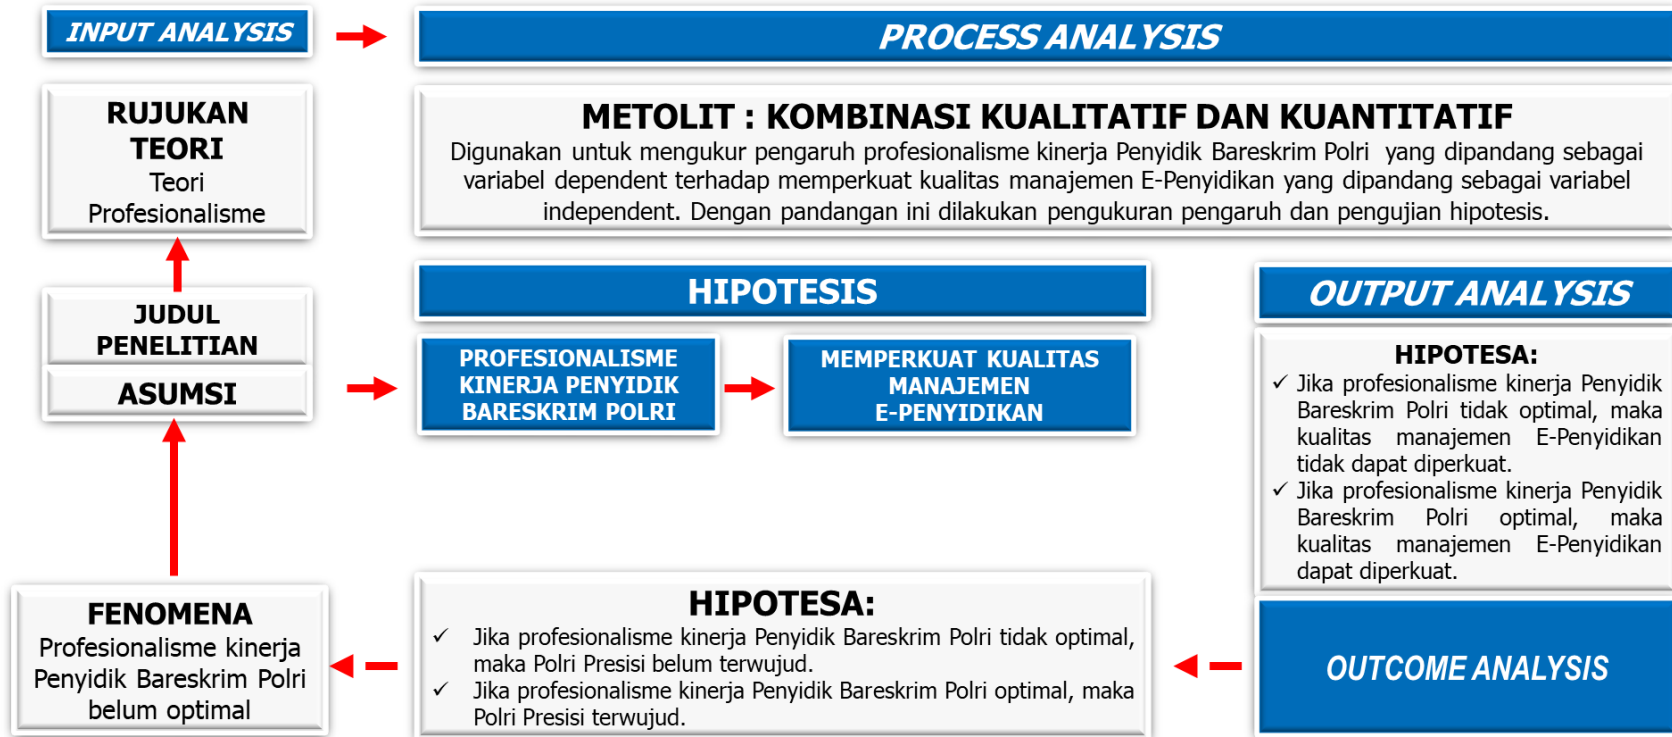 INPUT ANALYSIS
PROCESS ANALYSIS
RUJUKAN
TEORI
Teori
Profesionalisme
METOLIT : KOMBINASI KUALITATIF DAN KUANTITATIF
Digunakan untuk mengukur pengaruh profesionalisme kinerja Penyidik Bareskrim Polri yang dipandang sebagai
variabel dependent terhadap memperkuat kualitas manajemen E-Penyidikan yang dipandang sebagai variabel
independent. Dengan pandangan ini dilakukan pengukuran pengaruh dan pengujian hipotesis.
JUDUL
PENELITIAN
ASUMSI
HIPOTESIS
PROFESIONALISME
KINERJA PENYIDIK
BARESKRIM POLRI
MEMPERKUAT KUALITAS
MANAJEMEN
E-PENYIDIKAN
OUTPUT ANALYSIS
HIPOTESA:
✓ Jika profesionalisme kinerja Penyidik
Bareskrim Polri tidak optimal, maka
kualitas manajemen E-Penyidikan
tidak dapat diperkuat.
✓ Jika profesionalisme kinerja Penyidik
Bareskrim Polri optimal, maka
kualitas manajemen E-Penyidikan
dapat diperkuat.
FENOMENA
Profesionalisme kinerja
Penyidik Bareskrim Polri
belum optimal
HIPOTESA:
✓ Jika profesionalisme kinerja Penyidik Bareskrim Polri tidak optimal,
maka Polri Presisi belum terwujud.
✓ Jika profesionalisme kinerja Penyidik Bareskrim Polri optimal, maka
Polri Presisi terwujud.
OUTCOME ANALYSIS